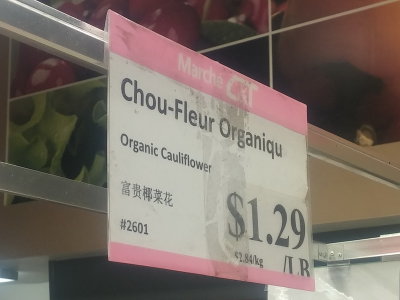 Marché C&T
Chou-Fleur Organiqu
Organic Cauliflower
富贵椰菜花
#2601
$1.29
$2.84/kg
/LB